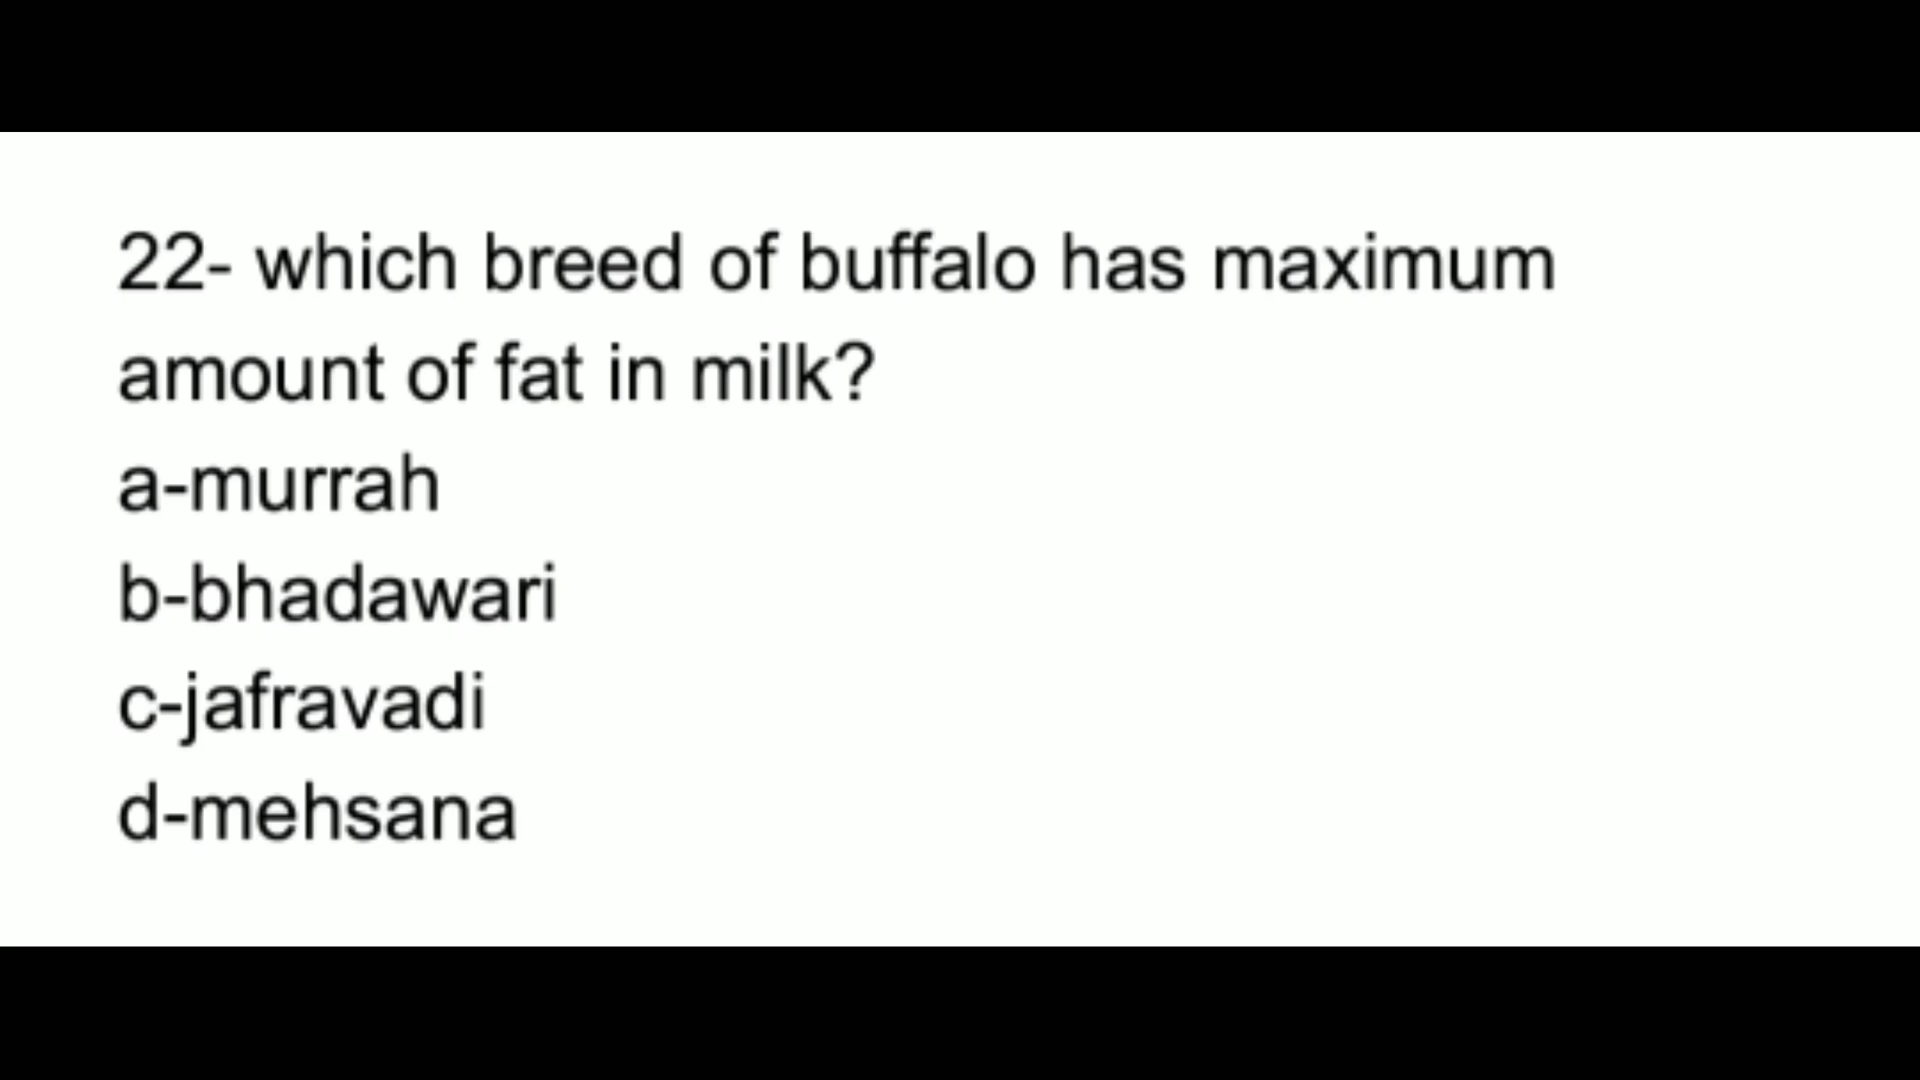 22- which breed of buffalo has maximum
amount of fat in milk?
a-murrah
b-bhadawari
c-jafravadi
d-mehsana